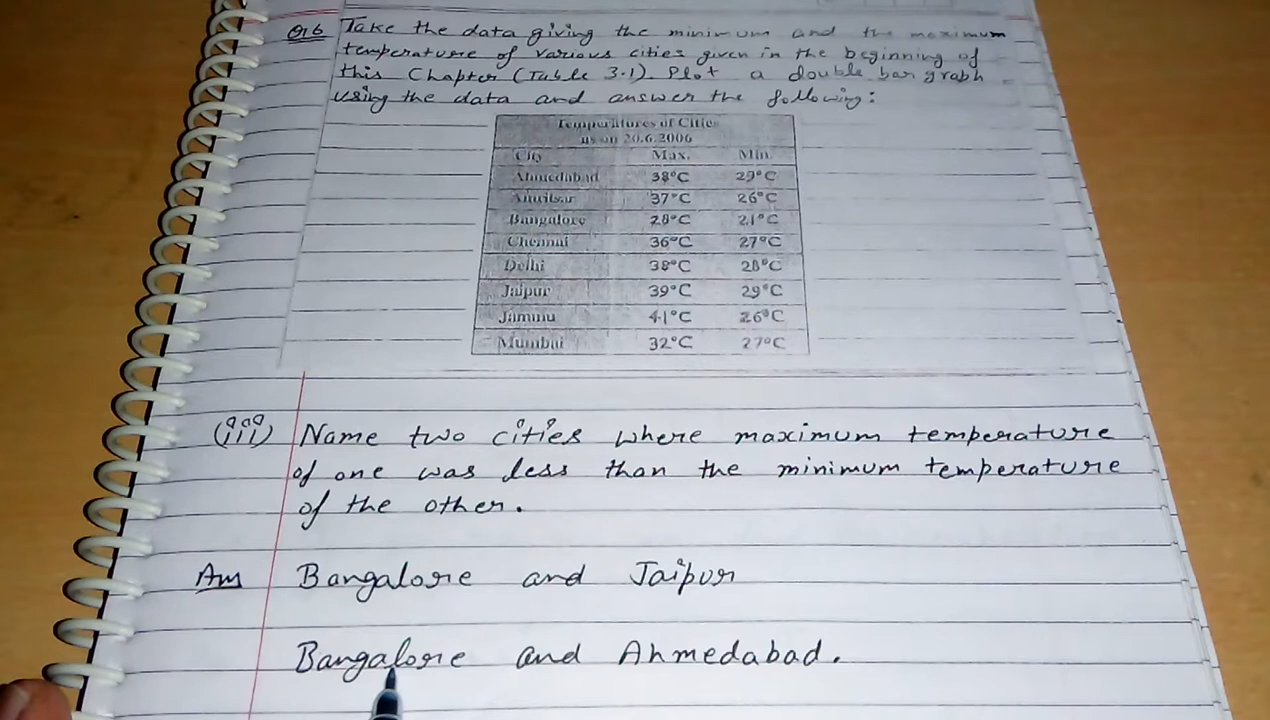 Q.6 Take the data giving the minimum and the maximum
temperature of various cities given in the beginning of
this Chapter (Table 3.1). Plot a double bar graph
using the data and answer the following:
Temperatures of Cities
as on 20.6.2006
City Max. Min.
Ahmedabad 38°C 29°C
Amritsar 37°C 26°C
Bangalore 28°C 21°C
Chennai 36°C 27°C
Delhi 38°C 28°C
Jaipur 39°C 29°C
Jammu 41°C 26°C
Mumbai 32°C 27°C
(iii) Name two cities where maximum temperature
of one was less than the minimum temperature
of the other.
Ans Bangalore and Jaipur
Bangalore and Ahmedabad.